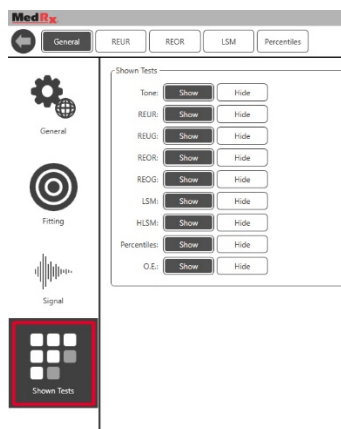 MedRx
General REUR REOR LSM Percentiles
Shown Tests
Tone: Show Hide
REUR: Show Hide
REUG: Show Hide
REOR: Show Hide
REOG: Show Hide
LSM: Show Hide
HLSM: Show Hide
Percentiles: Show Hide
O.E.: Show Hide
General
Fitting
Signal
Shown Tests